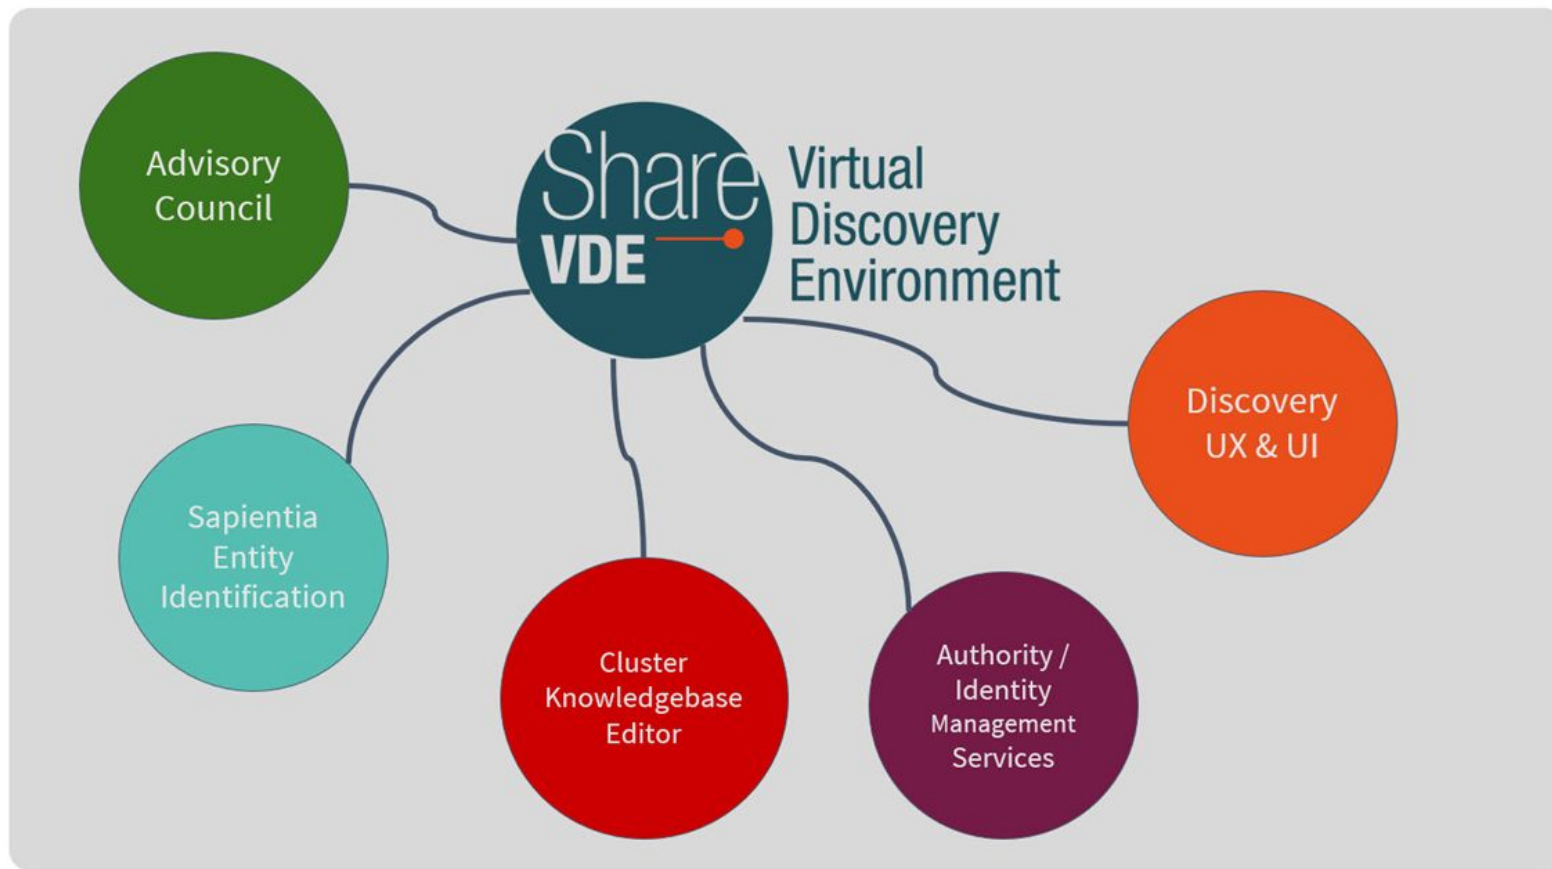 Advisory
Council
Share
VDE
Virtual
Discovery
Environment
Discovery
UX & UI
Sapientia
Entity
Identification
Cluster
Knowledgebase
Editor
Authority /
Identity
Management
Services